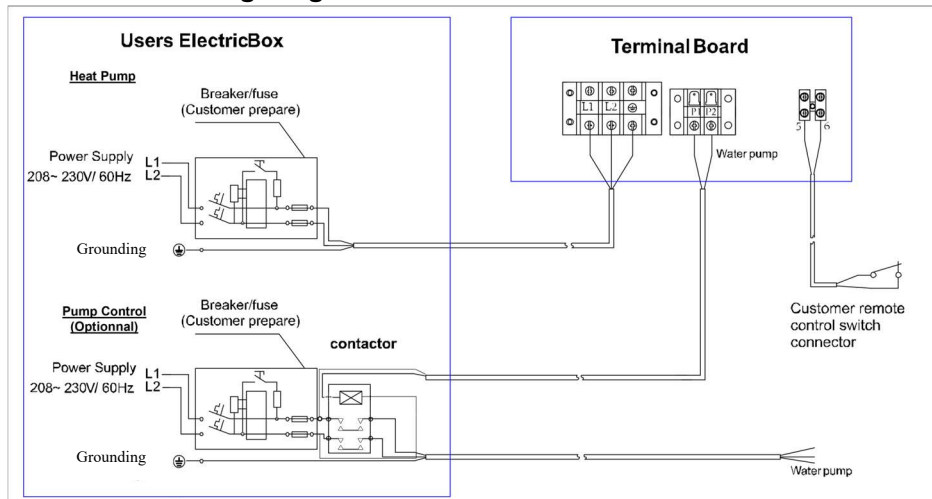 Users ElectricBox
Terminal Board
Heat Pump
Breaker/fuse
(Customer prepare)
L1 L2
P1 P2
5 6
Water pump
Power Supply L1
208~ 230V/ 60Hz L2
Grounding
Pump Control
(Optionnal)
Breaker/fuse
(Customer prepare)
contactor
Customer remote
control switch
connector
Power Supply L1
208~ 230V/ 60Hz L2
Grounding
Water pump